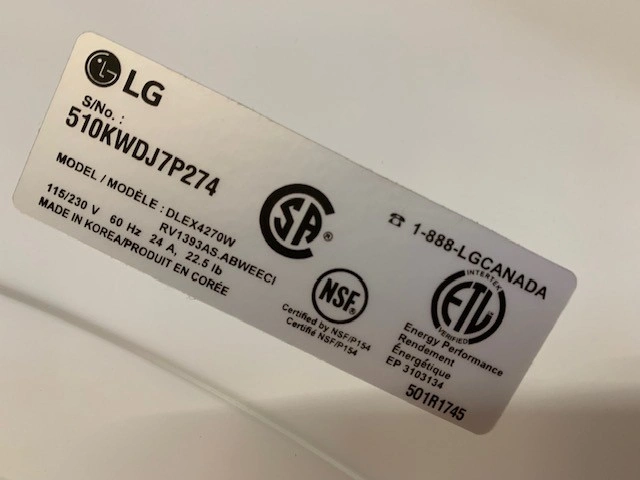 LG
S/No. :
510KWDJ7P274
MODEL / MODÈLE : DLEX4270W
RV1393AS.ABWEECI
115/230 V 60 Hz 24 A, 22.5 lb
MADE IN KOREA/PRODUIT EN CORÉE
SA
®
NSF.
Certified by NSF/P154
Certifié NSF/P154
☎ 1-888-LGCANADA
INTERTEK
ETL
VERIFIED
Energy Performance
Rendement
Énergétique
EP 3103134
501R1745